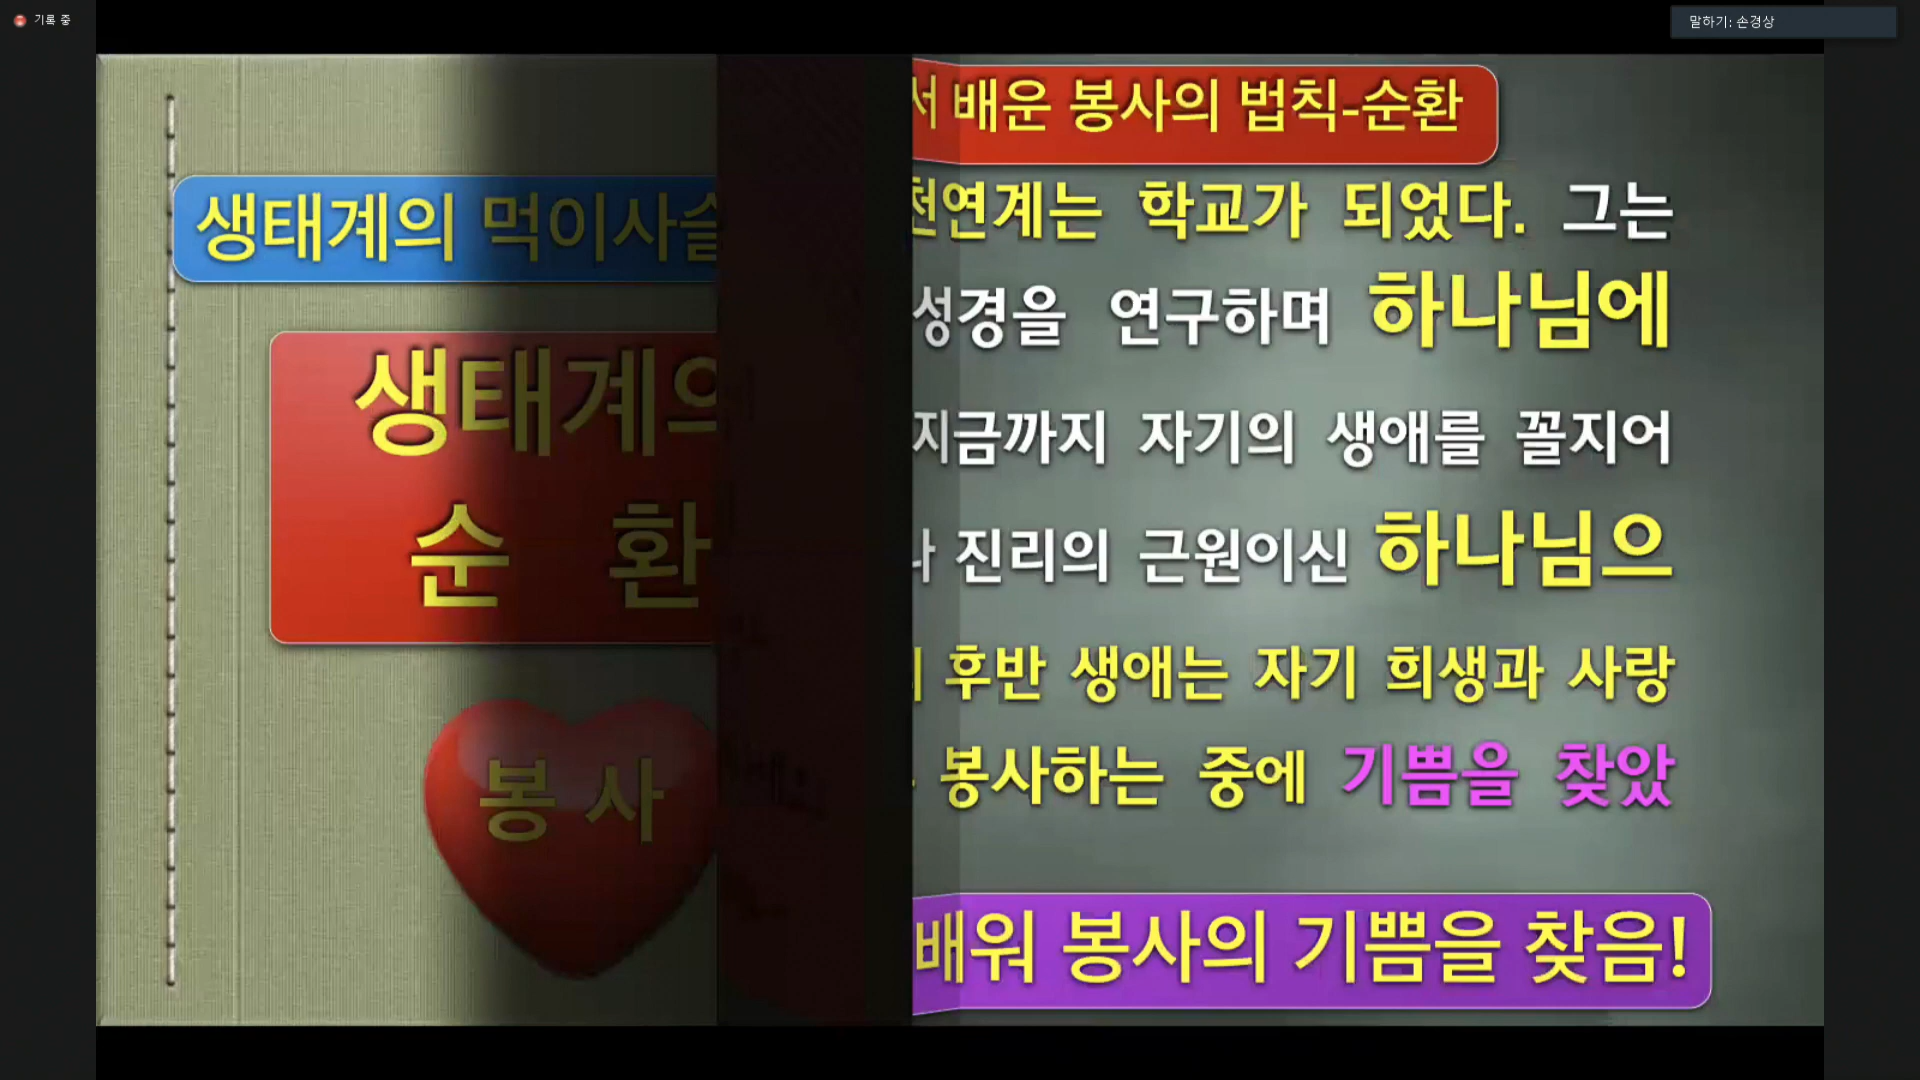 기록 중
말하기: 손경상
생태계의 먹이사슬
생태계의
순 환
봉 사
배운 봉사의 법칙-순환
천연계는 학교가 되었다. 그는
성경을 연구하며 하나님에
지금까지 자기의 생애를 꼴지어
진리의 근원이신 하나님으
후반 생애는 자기 희생과 사랑
봉사하는 중에 기쁨을 찾았
배워 봉사의 기쁨을 찾음!